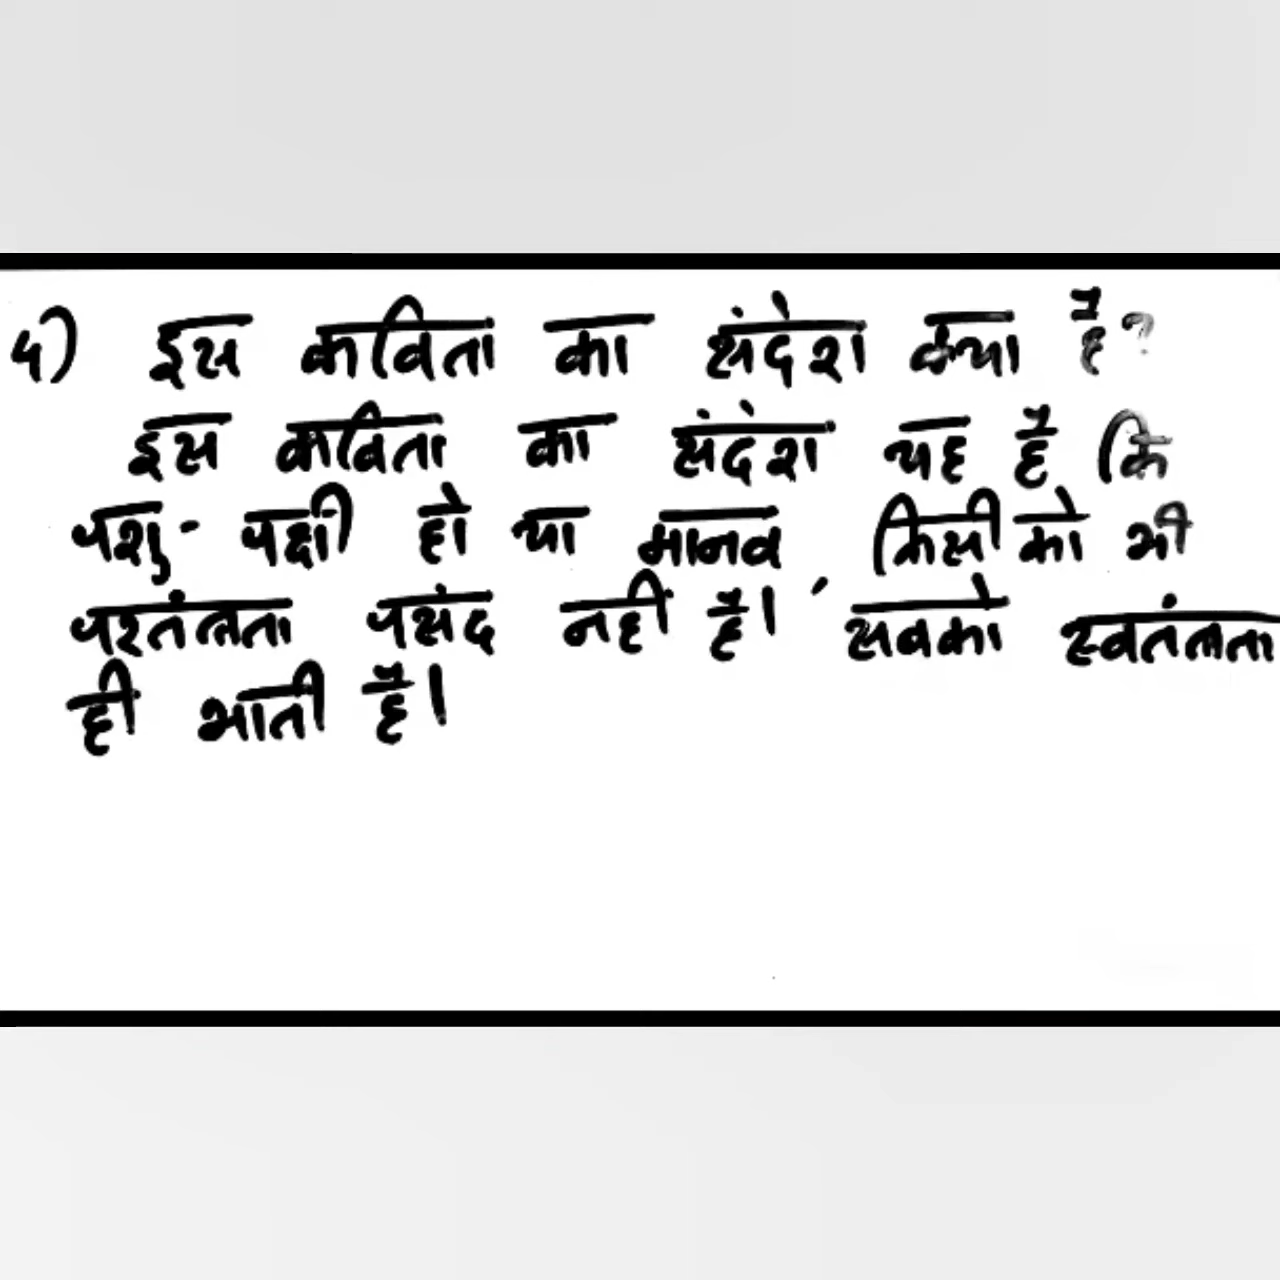 4) इस कविता का संदेश क्या है?
इस कविता का संदेश यह है कि
पशु-पक्षी हो या मानव किसी को भी
परतंत्रता पसंद नहीं है। सबको स्वतंत्रता
ही भाती है।